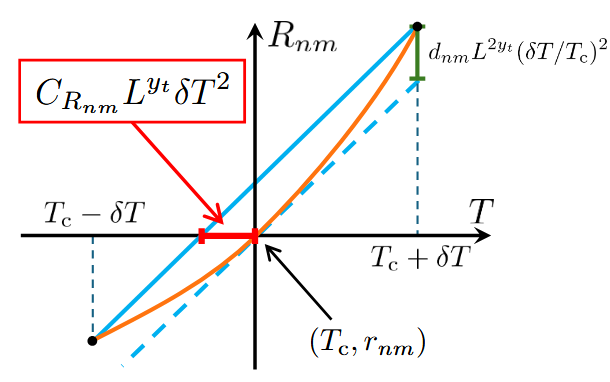 R_{nm}
d_{nm}L^{2y_t}(δT/T_c)^2
C_{R_{nm}}L^{y_t}δT^2
T_c − δT
T
T_c + δT
(T_c, r_{nm})